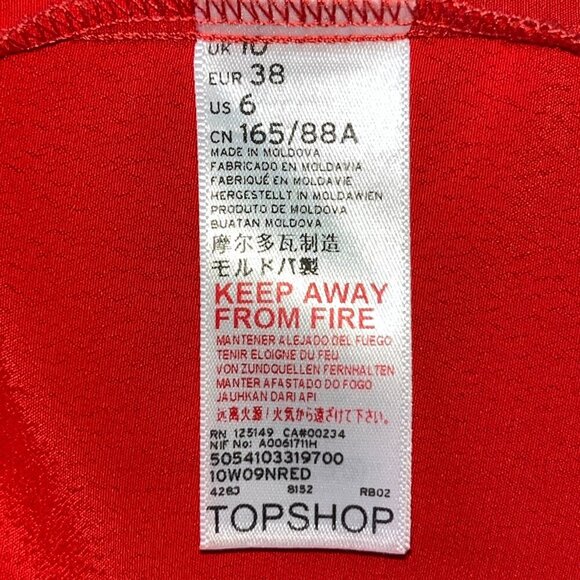 UK 10
EUR 38
US 6
CN 165/88A
MADE IN MOLDOVA
FABRICADO EN MOLDAVIA
FABRIQUÉ EN MOLDAVIE
HERGESTELLT IN MOLDAWIEN
PRODUTO DE MOLDOVA
BUATAN MOLDOVA
摩尔多瓦制造
モルドバ製
KEEP AWAY
FROM FIRE
MANTENER ALEJADO DEL FUEGO
TENIR ELOIGNE DU FEU
VON ZUNDQUELLEN FERNHALTEN
MANTER AFASTADO DO FOGO
JAUHKAN DARI API
远离火源!火気から遠ざけて下さい。
RN 125149 CA#00234
NIF No: A0061711H
5054103319700
10W09NRED
4283 8152 RB02
TOPSHOP